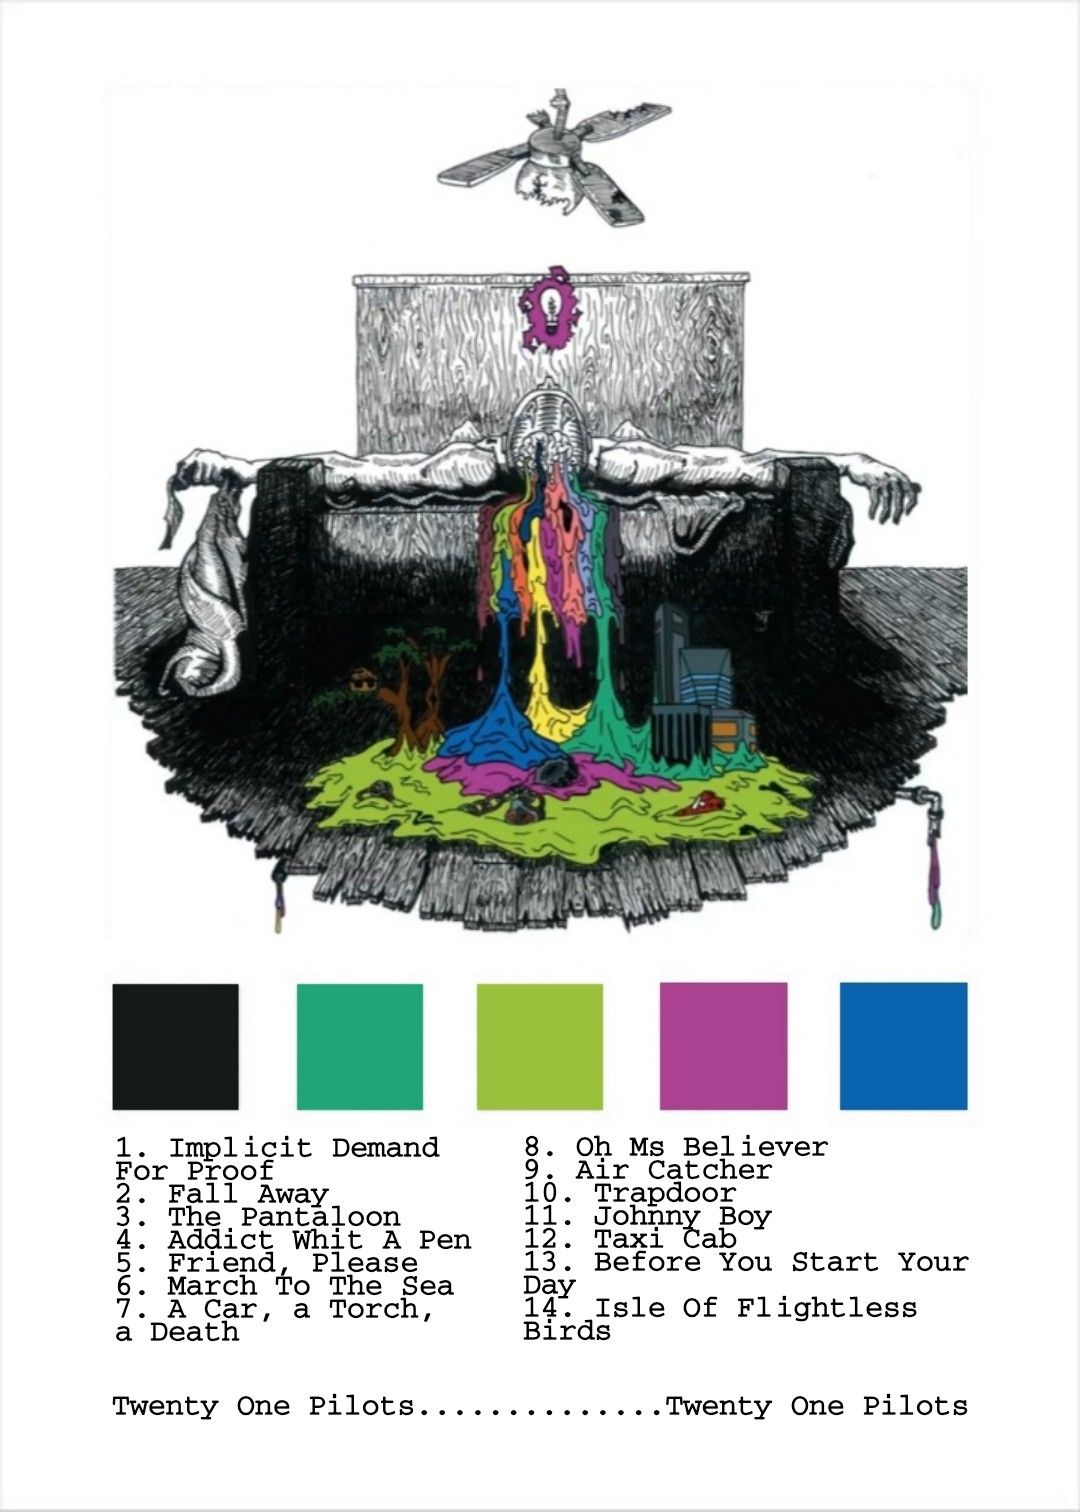 1. Implicit Demand
For Proof
2. Fall Away
3. The Pantaloon
4. Addict Whit A Pen
5. Friend, Please
6. March To The Sea
7. A Car, a Torch,
a Death
8. Oh Ms Believer
9. Air Catcher
10. Trapdoor
11. Johnny Boy
12. Taxi Cab
13. Before You Start Your
Day
14. Isle Of Flightless
Birds
Twenty One Pilots..............Twenty One Pilots